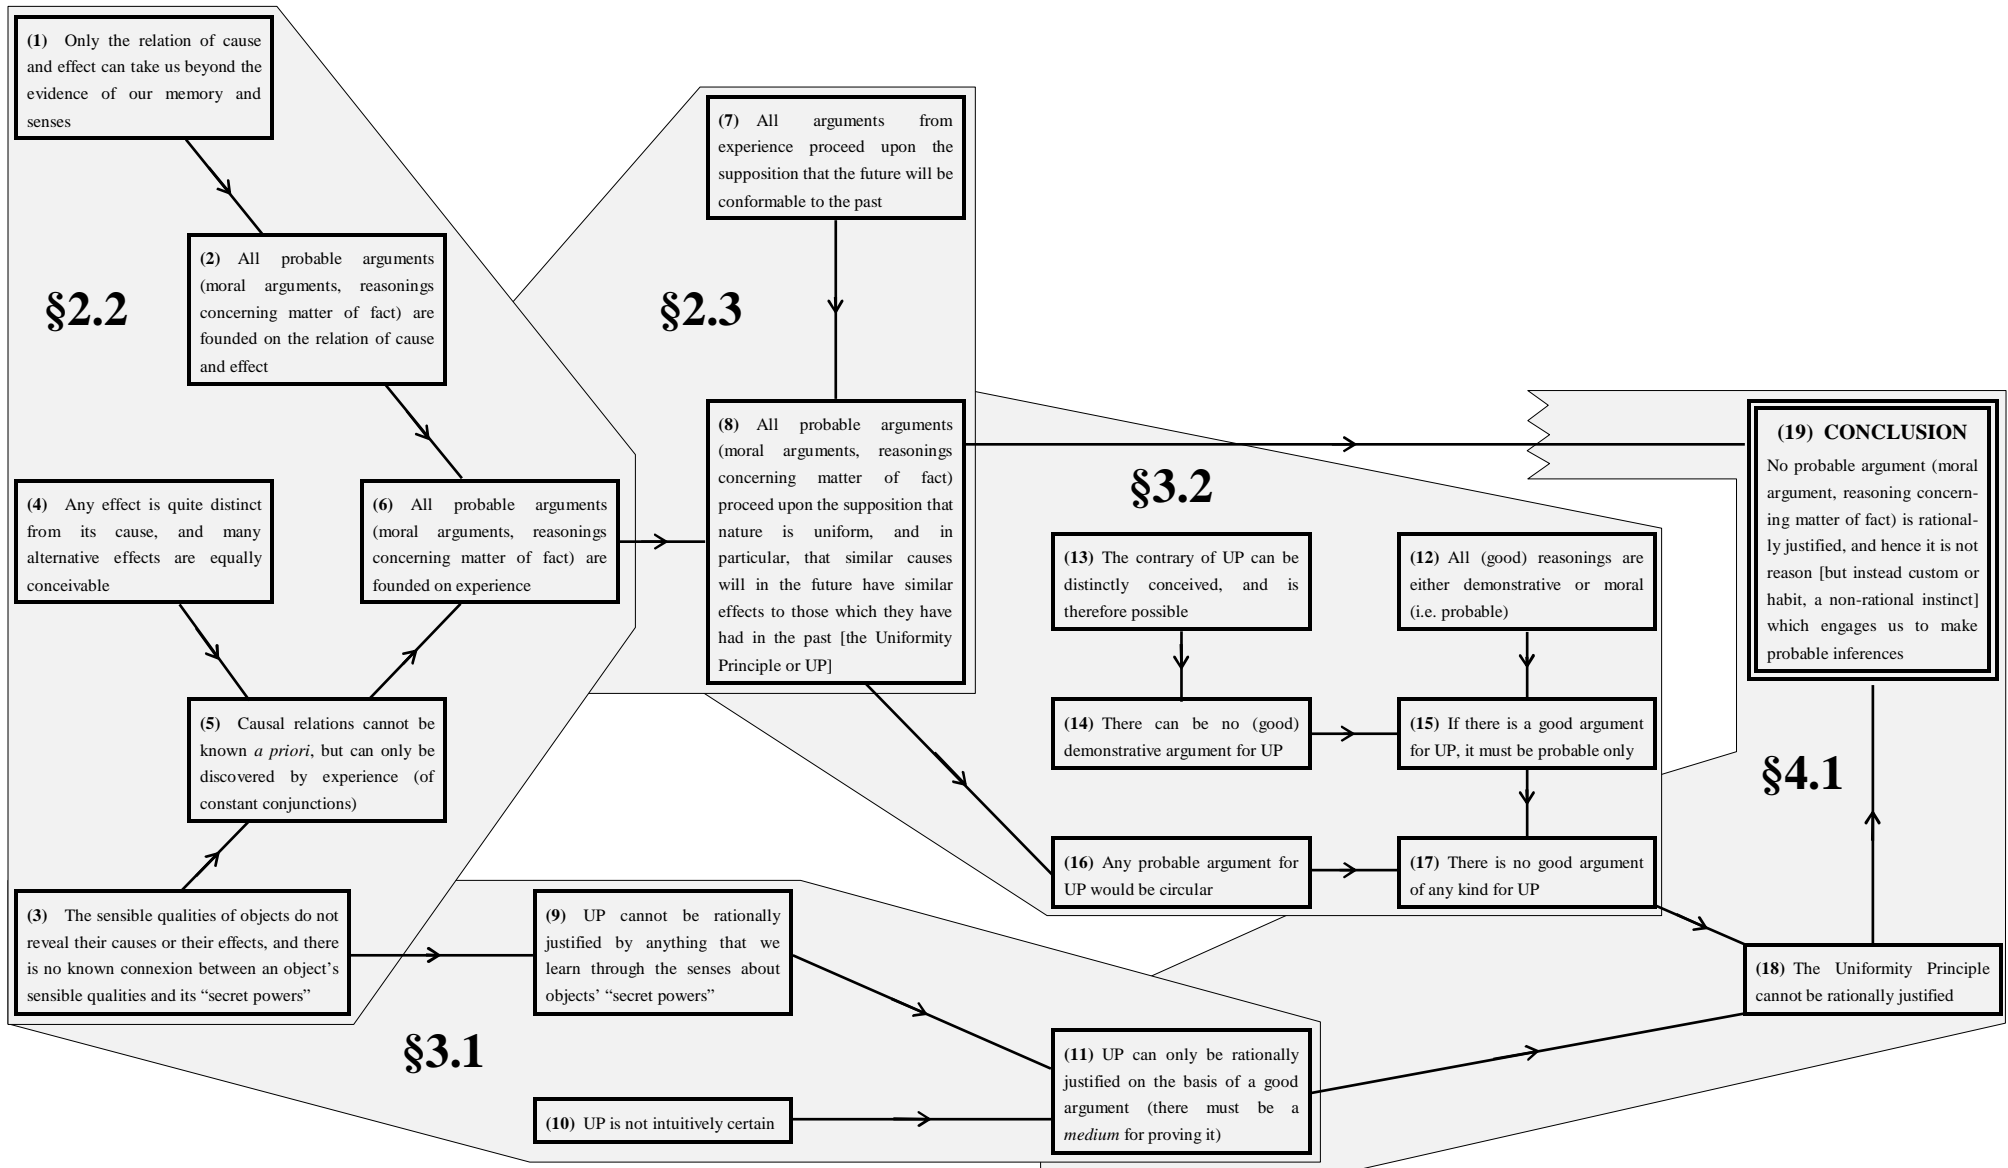 (1) Only the relation of cause
and effect can take us beyond the
evidence of our memory and
senses
§2.2
(2) All probable arguments
(moral arguments, reasonings
concerning matter of fact) are
founded on the relation of cause
and effect
(4) Any effect is quite distinct
from its cause, and many
alternative effects are equally
conceivable
(6) All probable arguments
(moral arguments, reasonings
concerning matter of fact) are
founded on experience
(5) Causal relations cannot be
known a priori, but can only be
discovered by experience (of
constant conjunctions)
(3) The sensible qualities of objects do not
reveal their causes or their effects, and there
is no known connexion between an object’s
sensible qualities and its “secret powers”
(7) All arguments from
experience proceed upon the
supposition that the future will be
conformable to the past
§2.3
(8) All probable arguments
(moral arguments, reasonings
concerning matter of fact)
proceed upon the supposition that
nature is uniform, and in
particular, that similar causes
will in the future have similar
effects to those which they have
had in the past [the Uniformity
Principle or UP]
(9) UP cannot be rationally
justified by anything that we
learn through the senses about
objects’ “secret powers”
§3.1
(10) UP is not intuitively certain
(11) UP can only be rationally
justified on the basis of a good
argument (there must be a
medium for proving it)
§3.2
(13) The contrary of UP can be
distinctly conceived, and is
therefore possible
(12) All (good) reasonings are
either demonstrative or moral
(i.e. probable)
(14) There can be no (good)
demonstrative argument for UP
(15) If there is a good argument
for UP, it must be probable only
(16) Any probable argument for
UP would be circular
(17) There is no good argument
of any kind for UP
(19) CONCLUSION
No probable argument (moral
argument, reasoning concern-
ing matter of fact) is rational-
ly justified, and hence it is not
reason [but instead custom or
habit, a non-rational instinct]
which engages us to make
probable inferences
§4.1
(18) The Uniformity Principle
cannot be rationally justified